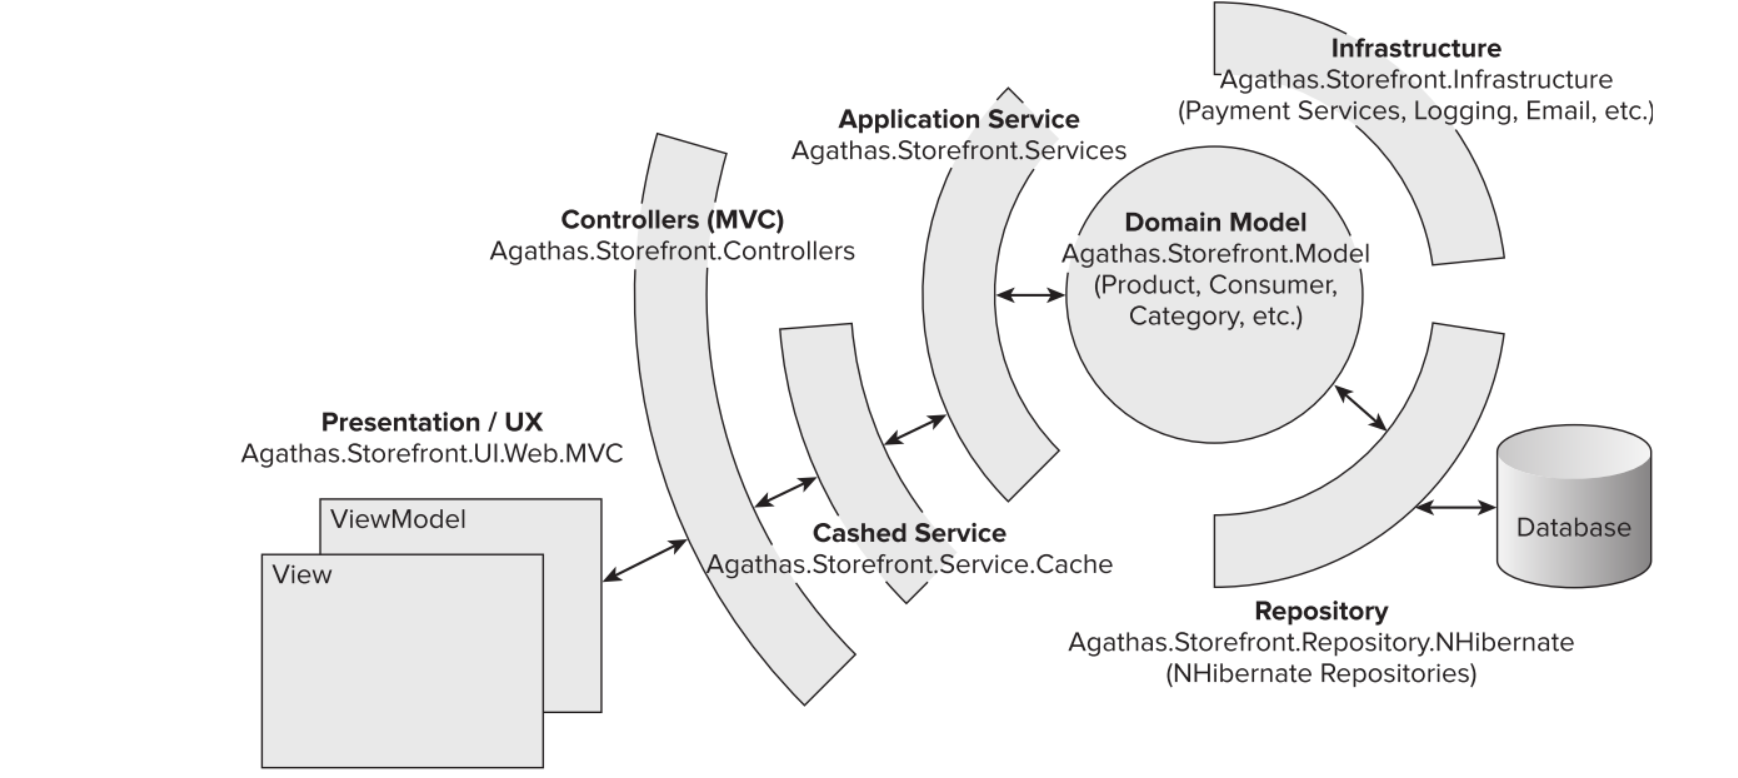 Infrastructure
Agathas.Storefront.Infrastructure
(Payment Services, Logging, Email, etc.)
Application Service
Agathas.Storefront.Services
Controllers (MVC)
Agathas.Storefront.Controllers
Domain Model
Agathas.Storefront.Model
(Product, Consumer,
Category, etc.)
Presentation / UX
Agathas.Storefront.UI.Web.MVC
ViewModel
View
Cashed Service
Agathas.Storefront.Service.Cache
Database
Repository
Agathas.Storefront.Repository.NHibernate
(NHibernate Repositories)